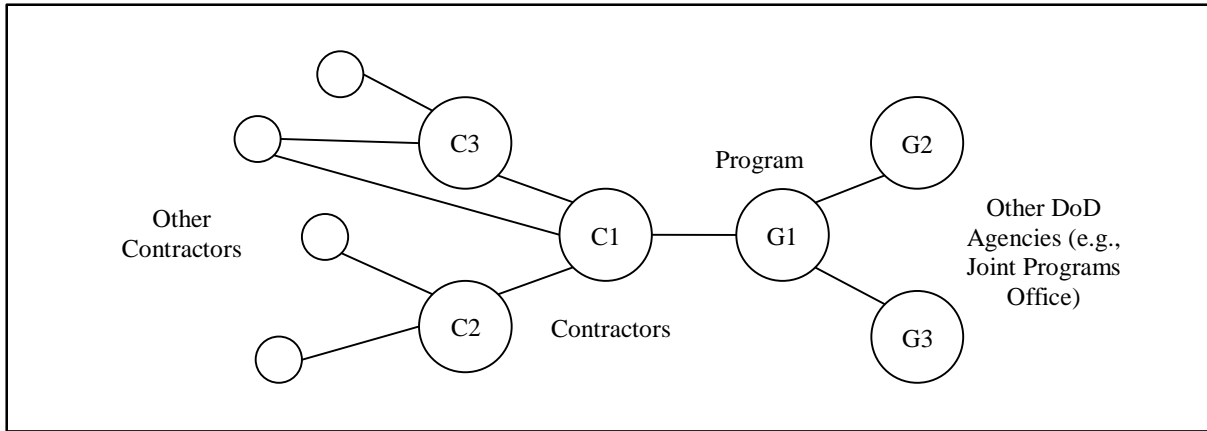 C3
Program
G2
Other
Contractors
C1
G1
Other DoD
Agencies (e.g.,
Joint Programs
Office)
C2
Contractors
G3